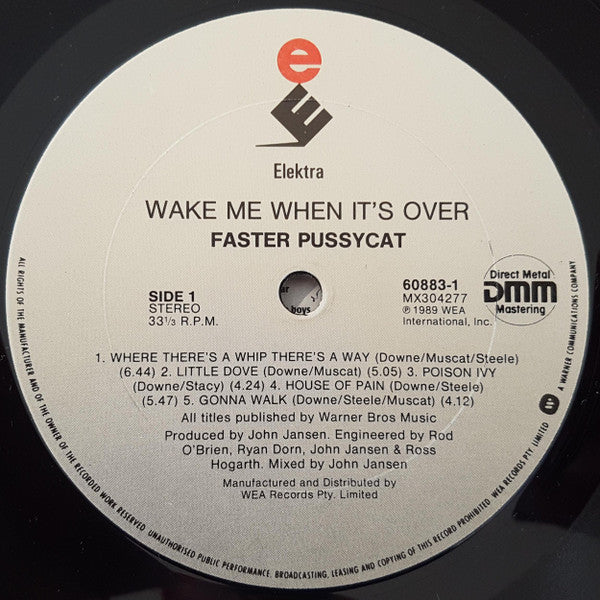 e
E
Elektra
WAKE ME WHEN IT'S OVER
FASTER PUSSYCAT
SIDE 1
STEREO
33⅓ R.P.M.
ar
boys
60883-1
MX304277
℗ 1989 WEA
International, Inc.
Direct Metal
DMM
Mastering
1. WHERE THERE'S A WHIP THERE'S A WAY (Downe/Muscat/Steele)
(6.44) 2. LITTLE DOVE (Downe/Muscat) (5.05) 3. POISON IVY
(Downe/Stacy) (4.24) 4. HOUSE OF PAIN (Downe/Steele)
(5.47) 5. GONNA WALK (Downe/Steele/Muscat) (4.12)
All titles published by Warner Bros Music
Produced by John Jansen. Engineered by Rod
O'Brien, Ryan Dorn, John Jansen & Ross
Hogarth. Mixed by John Jansen
Manufactured and Distributed by
WEA Records Pty. Limited
ALL RIGHTS OF THE MANUFACTURER AND OF THE OWNER OF THE RECORDED WORK RESERVED. UNAUTHORISED PUBLIC PERFORMANCE, BROADCASTING, LEASING AND COPYING OF THIS RECORD PROHIBITED. WEA RECORDS PTY. LIMITED
A WARNER COMMUNICATIONS COMPANY